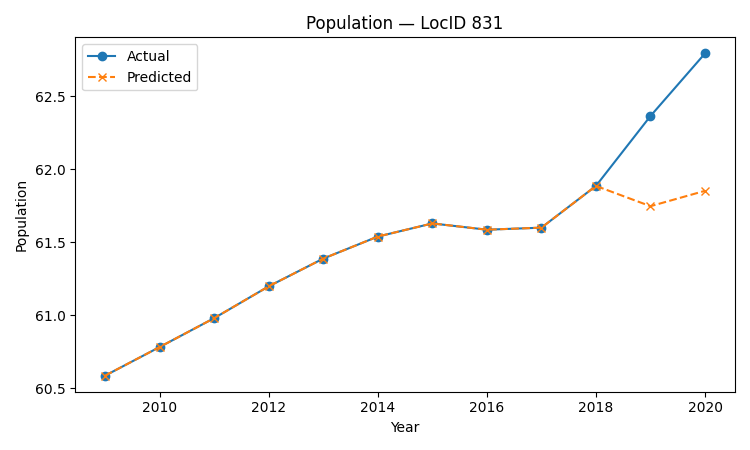 Population — LocID 831
Actual
Predicted
Population
62.5
62.0
61.5
61.0
60.5
2010 2012 2014 2016 2018 2020
Year